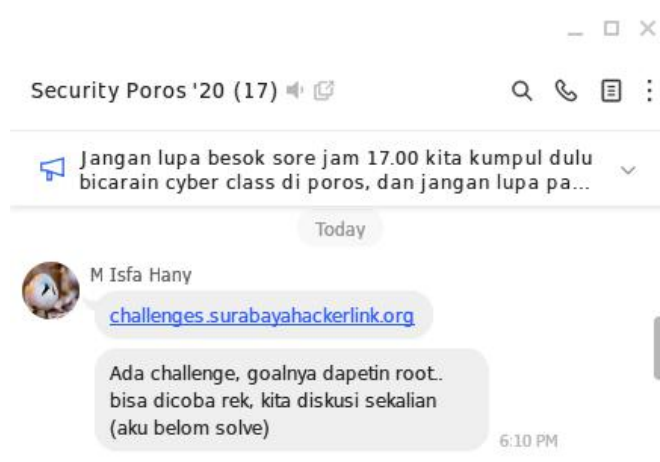 Security Poros '20 (17)
Jangan lupa besok sore jam 17.00 kita kumpul dulu
bicarain cyber class di poros, dan jangan lupa pa...
Today
M Isfa Hany
challenges.surabayahackerlink.org
Ada challenge, goalnya dapetin root..
bisa dicoba rek, kita diskusi sekalian
(aku belom solve)
6:10 PM